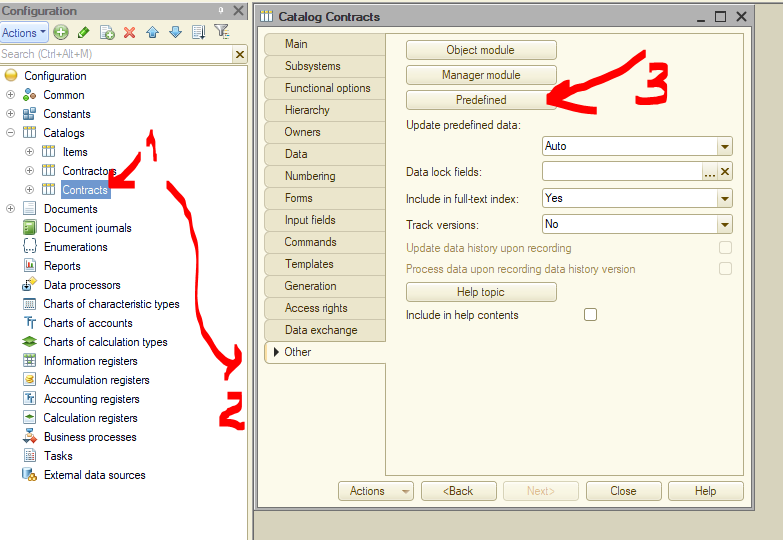 Configuration
Actions
Search (Ctrl+Alt+M)
Configuration
Common
Constants
Catalogs
Items
Contractors
Contracts
Documents
Document journals
Enumerations
Reports
Data processors
Charts of characteristic types
Charts of accounts
Charts of calculation types
Information registers
Accumulation registers
Accounting registers
Calculation registers
Business processes
Tasks
External data sources
1
2
Catalog Contracts
Main
Subsystems
Functional options
Hierarchy
Owners
Data
Numbering
Forms
Input fields
Commands
Templates
Generation
Access rights
Data exchange
Other
Object module
Manager module
Predefined
3
Update predefined data:
Auto
Data lock fields:
...
Include in full-text index: Yes
Track versions: No
Update data history upon recording
Process data upon recording data history version
Help topic
Include in help contents
Actions <Back Next> Close Help